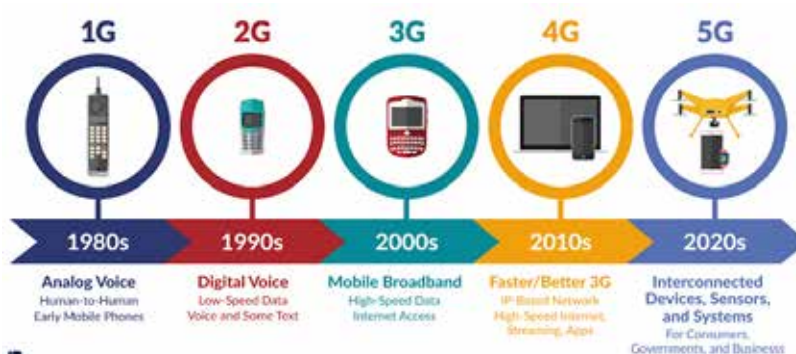 1G
2G
3G
4G
5G
1980s
1990s
2000s
2010s
2020s
Analog Voice
Human-to-Human
Early Mobile Phones
Digital Voice
Low-Speed Data
Voice and Some Text
Mobile Broadband
High-Speed Data
Internet Access
Faster/Better 3G
IP-Based Network
High-Speed Internet,
Streaming, Apps
Interconnected
Devices, Sensors,
and Systems
For Consumers,
Governments, and Businesss